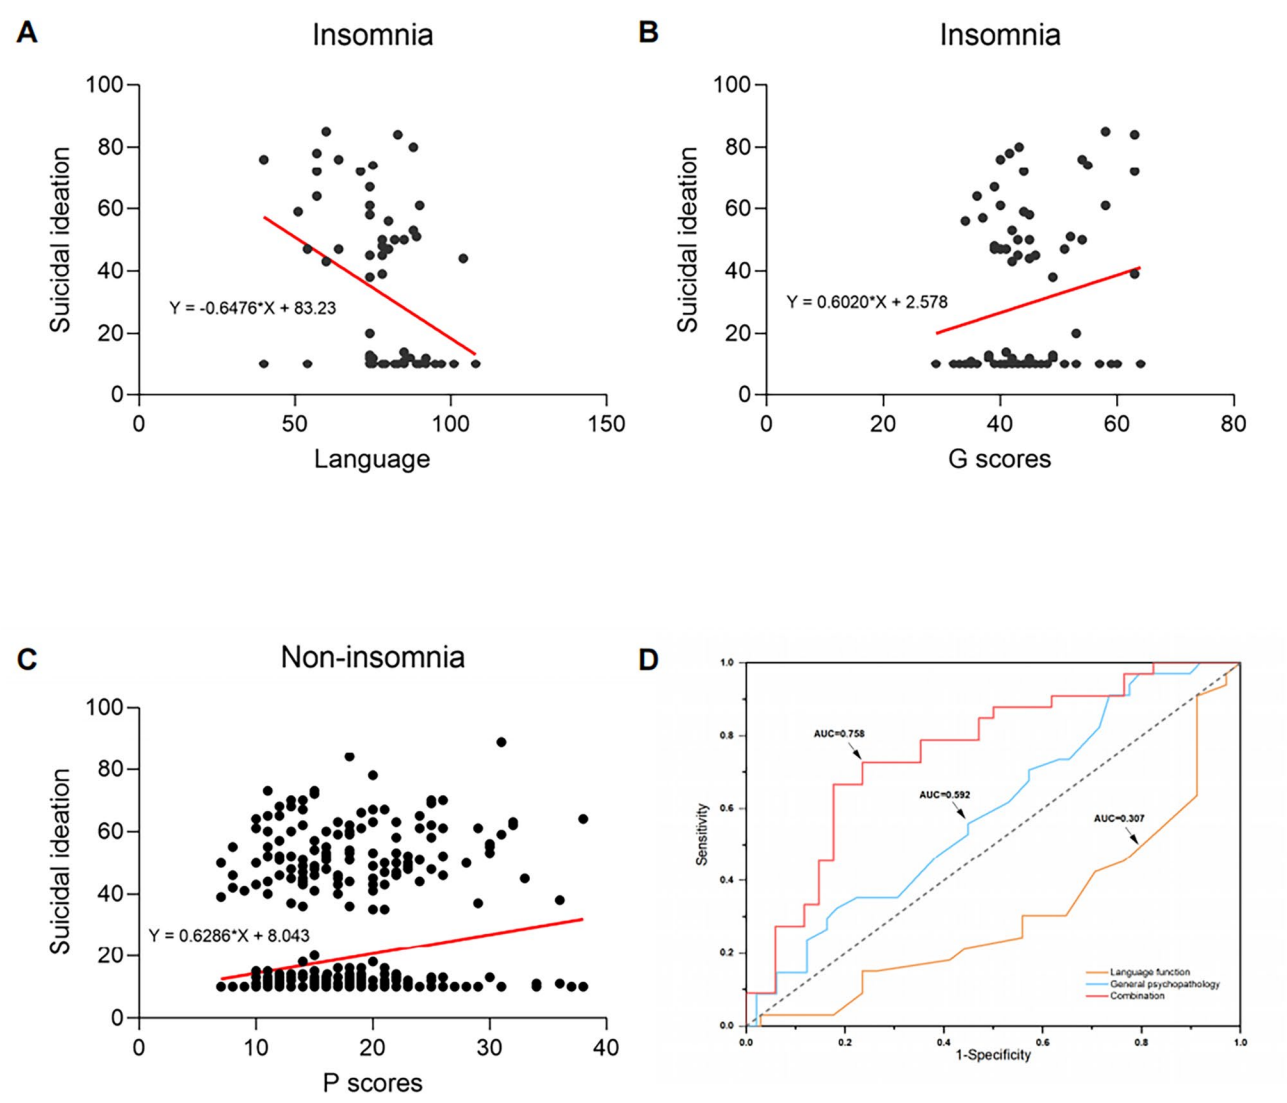 A
Insomnia
Suicidal ideation
100
80
60
40
20
0
Y = -0.6476*X + 83.23
0
50
100
150
Language
B
Insomnia
Suicidal ideation
100
80
60
40
20
0
Y = 0.6020*X + 2.578
0
20
40
60
80
G scores
C
Non-insomnia
Suicidal ideation
100
80
60
40
20
0
Y = 0.6286*X + 8.043
0
10
20
30
40
P scores
D
Sensitivity
1.0
0.8
0.6
0.4
0.2
0.0
AUC=0.758
AUC=0.592
AUC=0.307
Language function
General psychopathology
Combination
0.0
0.2
0.4
0.6
0.8
1.0
1-Specificity